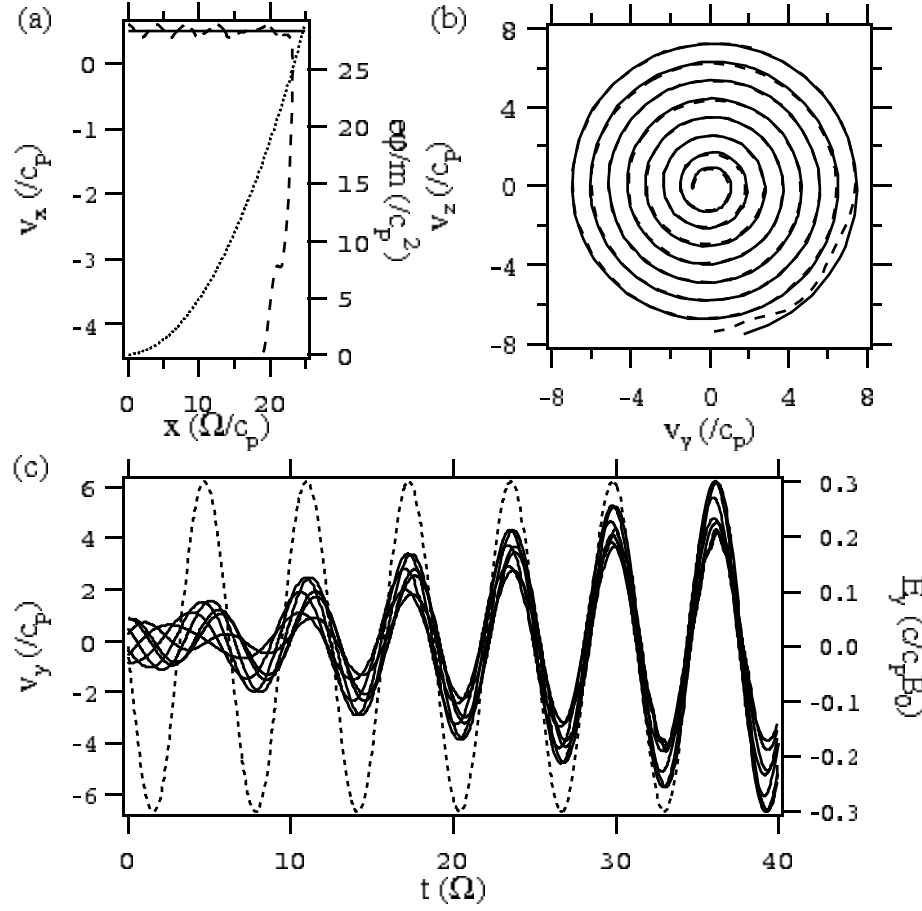 (a)
v_x (/c_p)
0
-1
-2
-3
-4
0 10 20
x (Ω/c_p)
25
20
15
10
5
0
eφ/m (/c_p^2)
(b)
v_z (/c_p)
8
4
0
-4
-8
-8 -4 0 4 8
v_y (/c_p)
(c)
v_y (/c_p)
6
4
2
0
-2
-4
-6
0 10 20 30 40
t (Ω)
0.3
0.2
0.1
0.0
-0.1
-0.2
-0.3
E_y (c/c_pB_0)